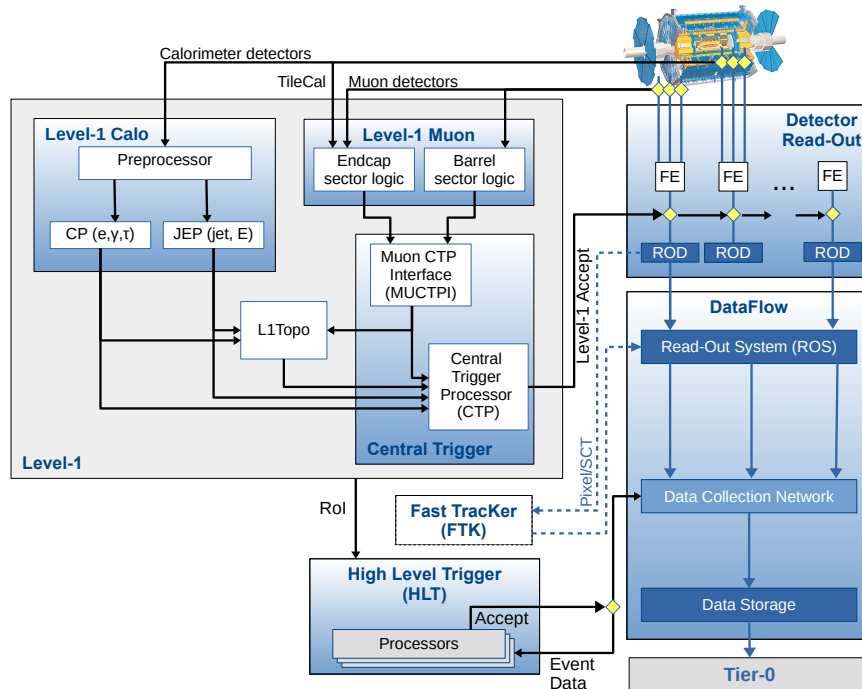 Calorimeter detectors
TileCal
Muon detectors
Detector
Read-Out
Level-1 Calo
Preprocessor
CP (e,γ,τ)
JEP (jet, E)
Level-1 Muon
Endcap
sector logic
Barrel
sector logic
FE
FE
...
FE
ROD
ROD
ROD
Muon CTP
Interface
(MUCTPI)
L1Topo
Central
Trigger
Processor
(CTP)
Central Trigger
Level-1
Level-1 Accept
DataFlow
Read-Out System (ROS)
Pixel/SCT
Data Collection Network
RoI
Fast TracKer
(FTK)
High Level Trigger
(HLT)
Accept
Processors
Data Storage
Event
Data
Tier-0